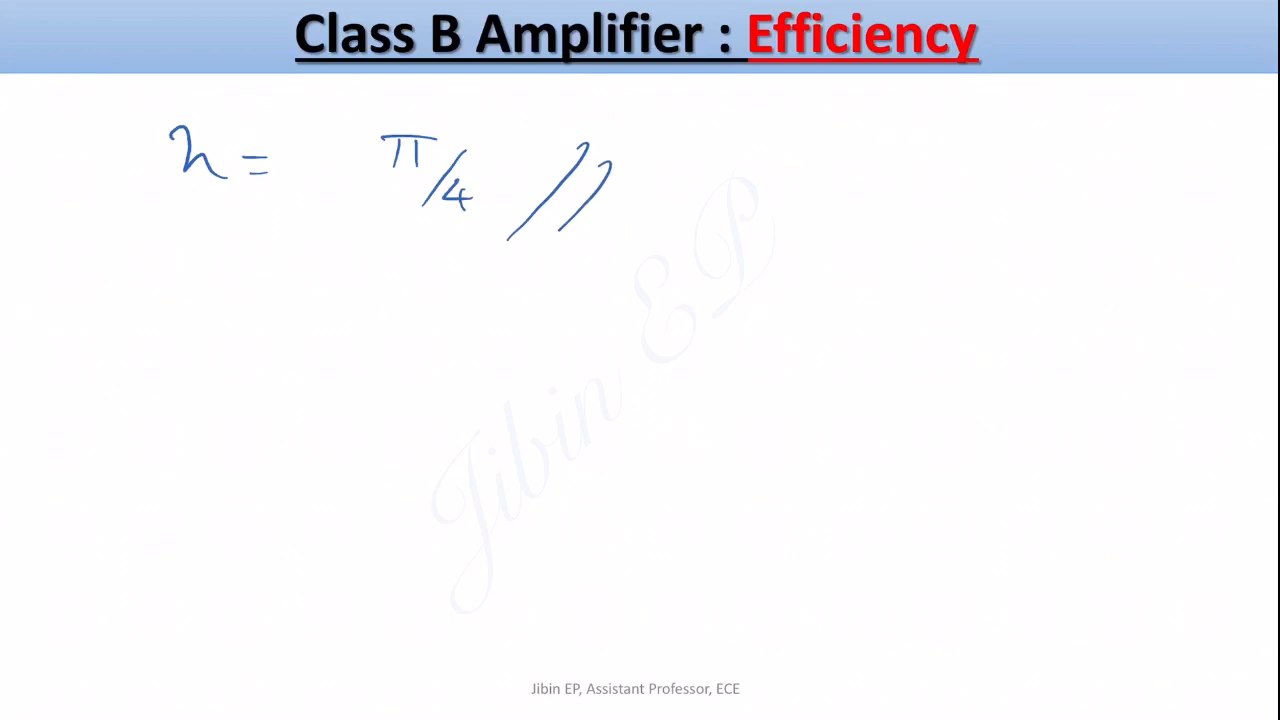 Class B Amplifier : Efficiency
η = π/4 //
Jibin EP
Jibin EP, Assistant Professor, ECE